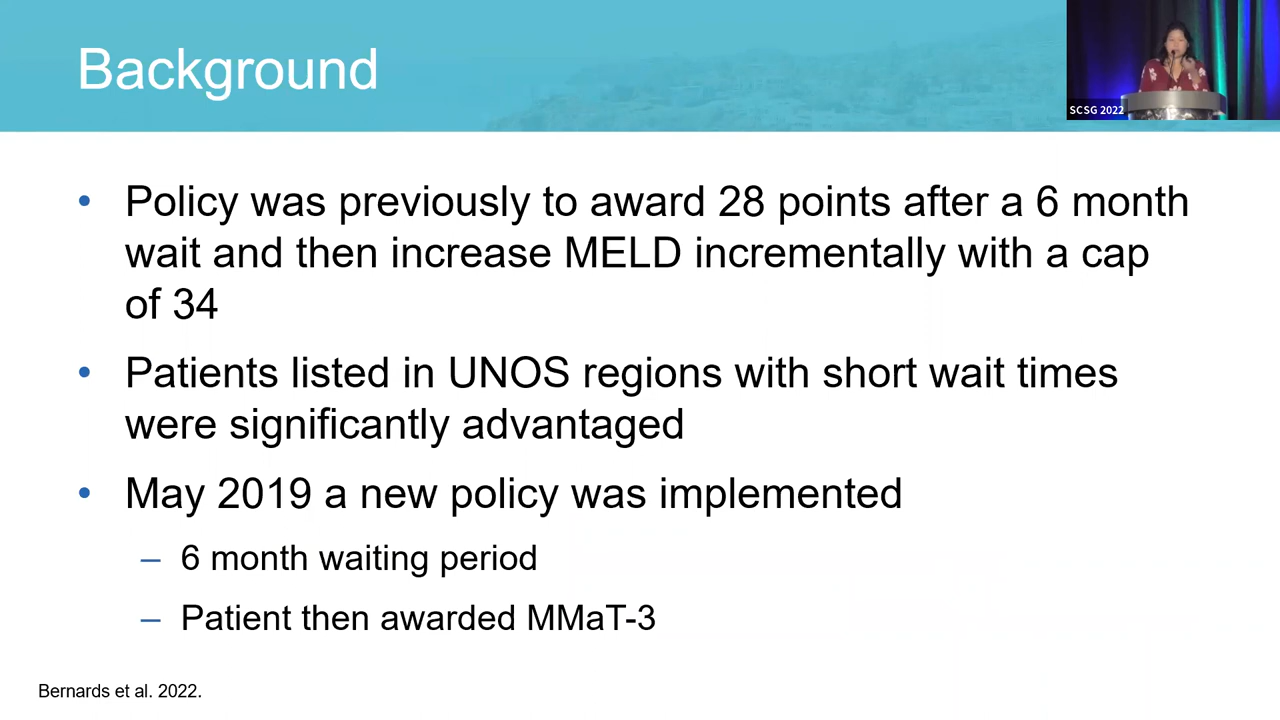 Background
SCSG 2022
• Policy was previously to award 28 points after a 6 month
wait and then increase MELD incrementally with a cap
of 34
• Patients listed in UNOS regions with short wait times
were significantly advantaged
• May 2019 a new policy was implemented
– 6 month waiting period
– Patient then awarded MMaT-3
Bernards et al. 2022.